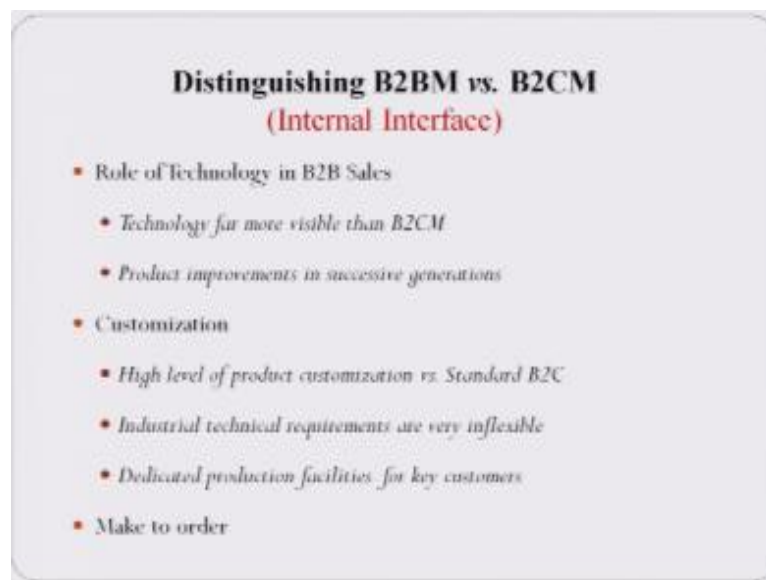 Distinguishing B2BM vs. B2CM
(Internal Interface)
Role of Technology in B2B Sales
Technology far more visible than B2CM
Product improvements in successive generations
Customization
High level of product customization vs. Standard B2C
Industrial technical requirements are very inflexible
Dedicated production facilities for key customers
Make to order